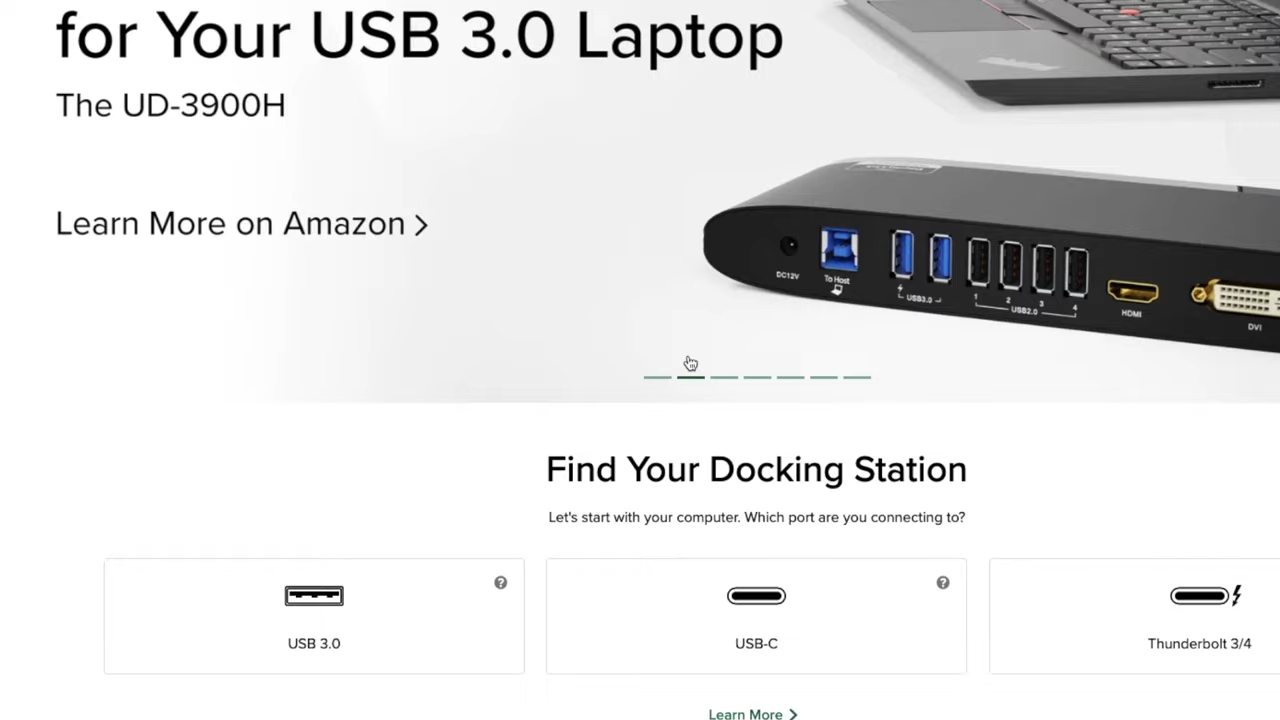 for Your USB 3.0 Laptop
The UD-3900H
Learn More on Amazon >
DC12V
To Host
USB3.0
1 2 3 4
USB2.0
HDMI
DVI
Find Your Docking Station
Let's start with your computer. Which port are you connecting to?
?
?
USB 3.0
USB-C
Thunderbolt 3/4
Learn More >